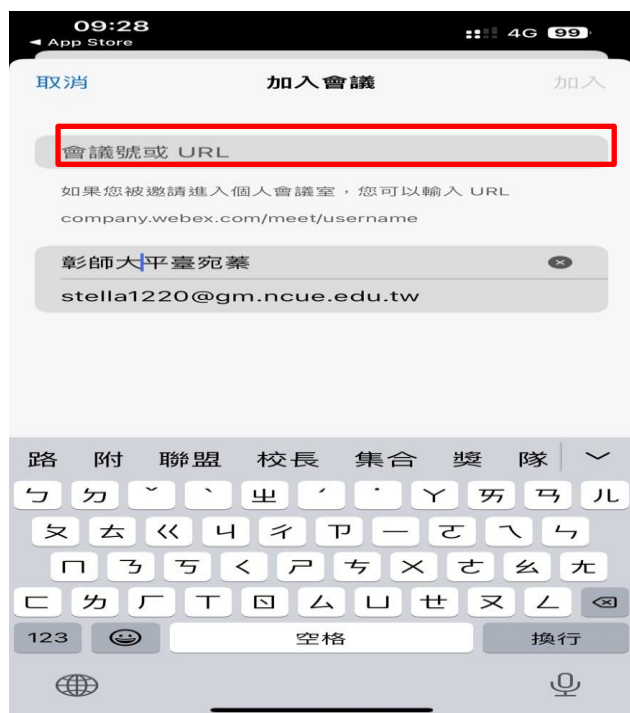 09:28
4G 99
◀ App Store
取消 加入會議 加入
會議號或 URL
如果您被邀請進入個人會議室，您可以輸入 URL
company.webex.com/meet/username
彰師大平臺宛蓁
stella1220@gm.ncue.edu.tw
路 附 聯盟 校長 集合 獎 隊
ㄅ ㄉ ˇ ˋ ㄓ ˊ ˙ ㄚ ㄞ ㄢ ㄦ
ㄆ ㄊ ㄍ ㄐ ㄔ ㄗ ㄧ ㄛ ㄟ ㄣ
ㄇ ㄋ ㄎ ㄑ ㄕ ㄘ ㄨ ㄜ ㄠ ㄤ
ㄈ ㄌ ㄏ ㄒ ㄖ ㄙ ㄩ ㄝ ㄡ ㄥ
123 空格 換行